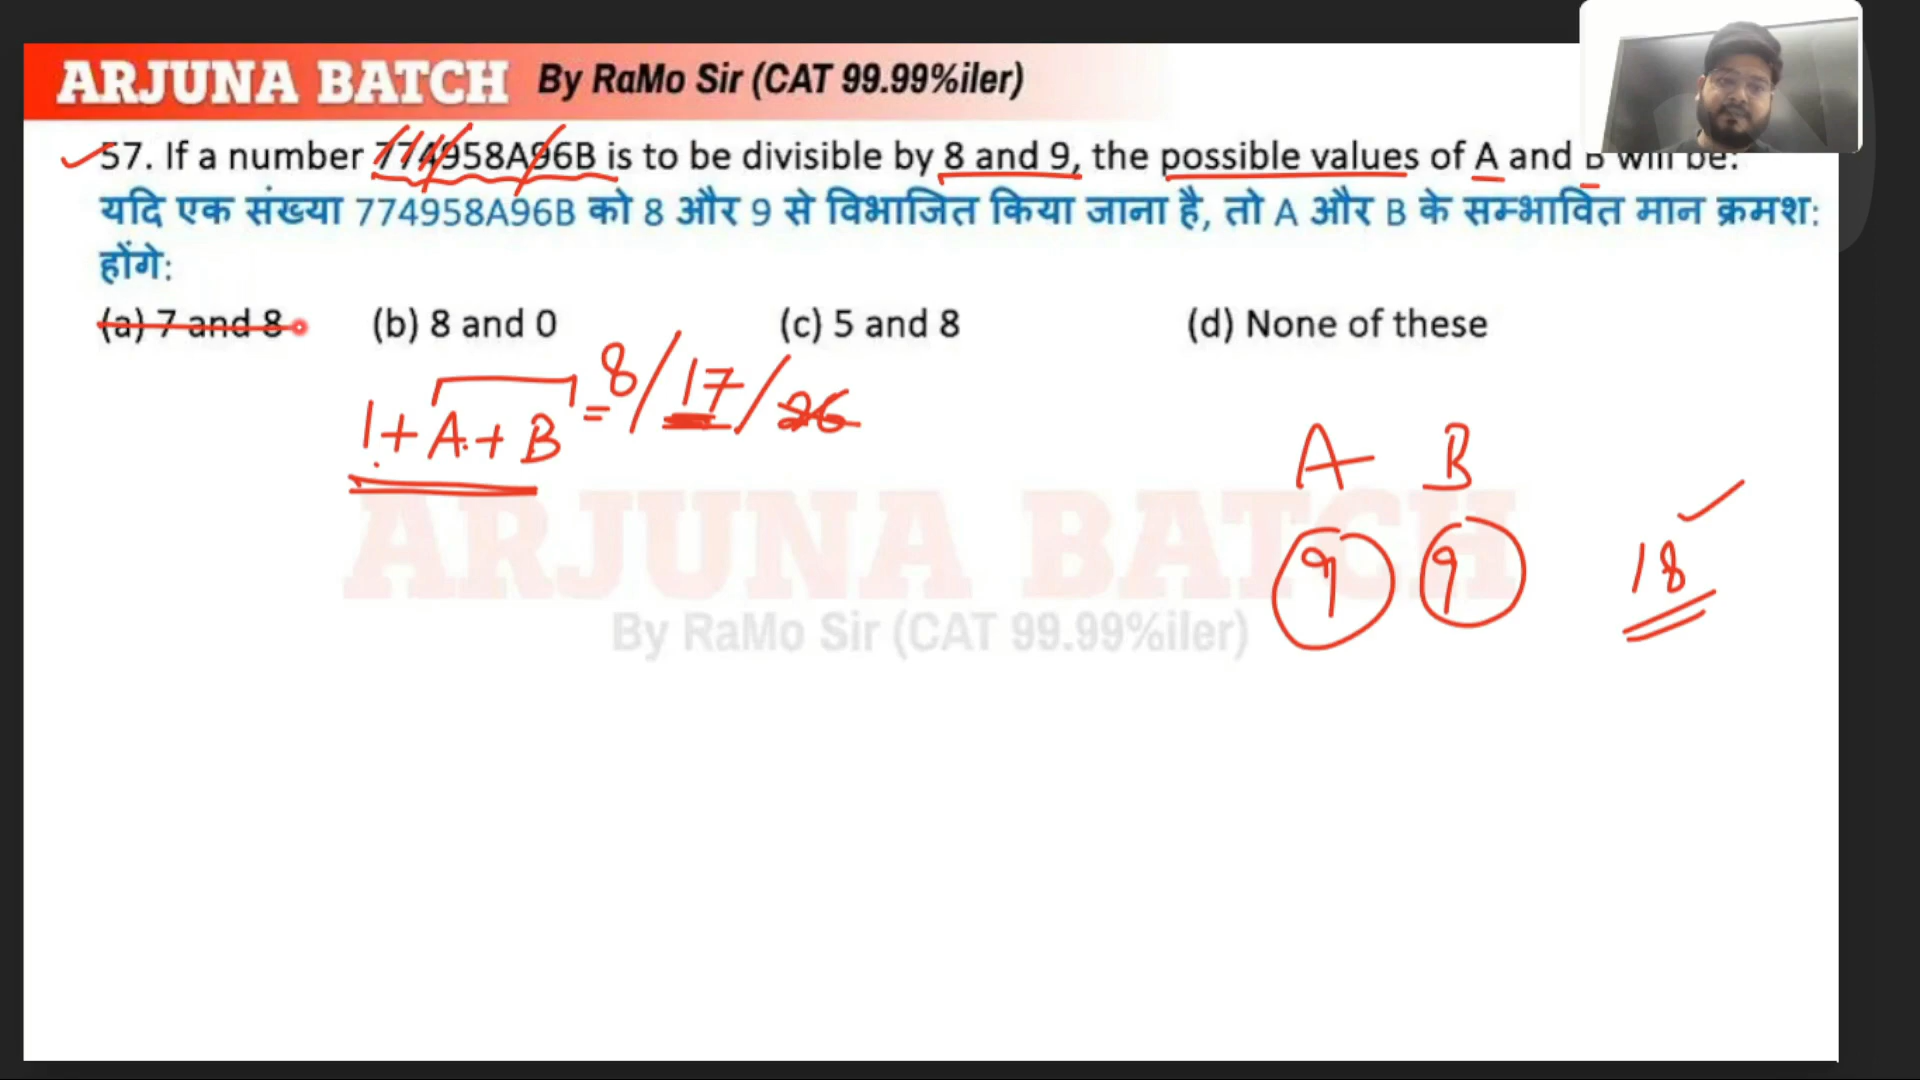 ARJUNA BATCH By RaMo Sir (CAT 99.99%iler)
57. If a number 774958A96B is to be divisible by 8 and 9, the possible values of A and B will be:
यदि एक संख्या 774958A96B को 8 और 9 से विभाजित किया जाना है, तो A और B के सम्भावित मान क्रमश:
होंगे:
(a) 7 and 8 (b) 8 and 0 (c) 5 and 8 (d) None of these
1+A+B = 8/17/26
A B
9 9 18
ARJUNA BATCH
By RaMo Sir (CAT 99.99%iler)